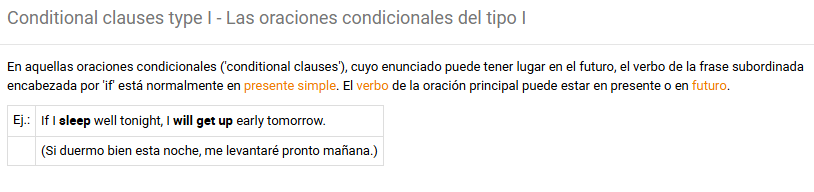 Conditional clauses type I - Las oraciones condicionales del tipo I
En aquellas oraciones condicionales ('conditional clauses'), cuyo enunciado puede tener lugar en el futuro, el verbo de la frase subordinada
encabezada por 'if' está normalmente en presente simple. El verbo de la oración principal puede estar en presente o en futuro.
Ej.: If I sleep well tonight, I will get up early tomorrow.
(Si duermo bien esta noche, me levantaré pronto mañana.)